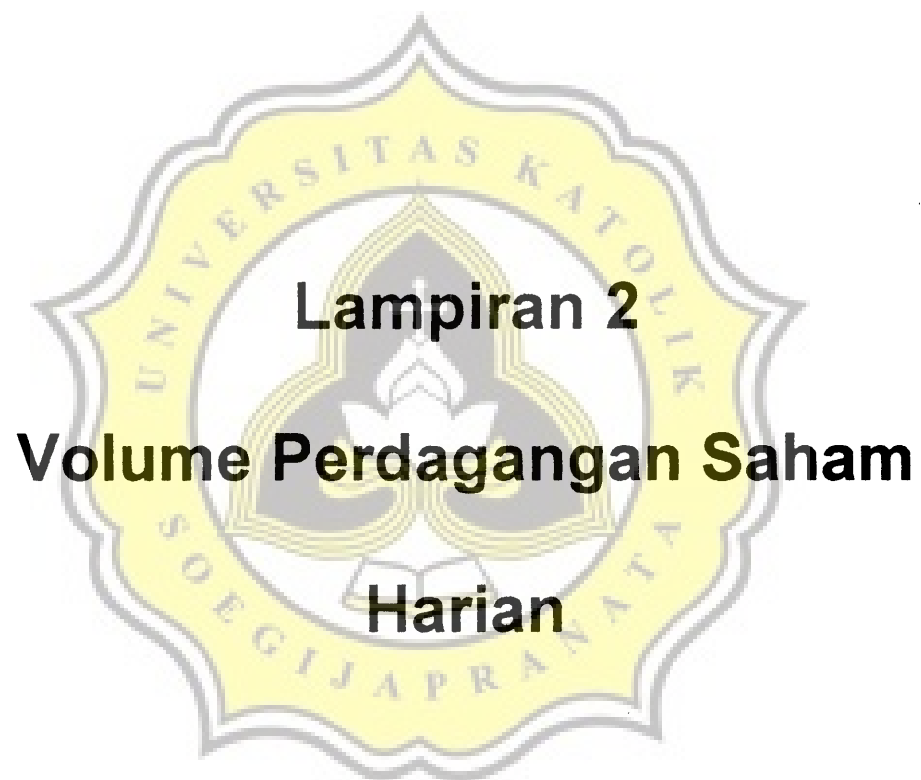 UNIVERSITAS KATOLIK
Lampiran 2
Volume Perdagangan Saham
Harian
SOEGIJAPRANATA